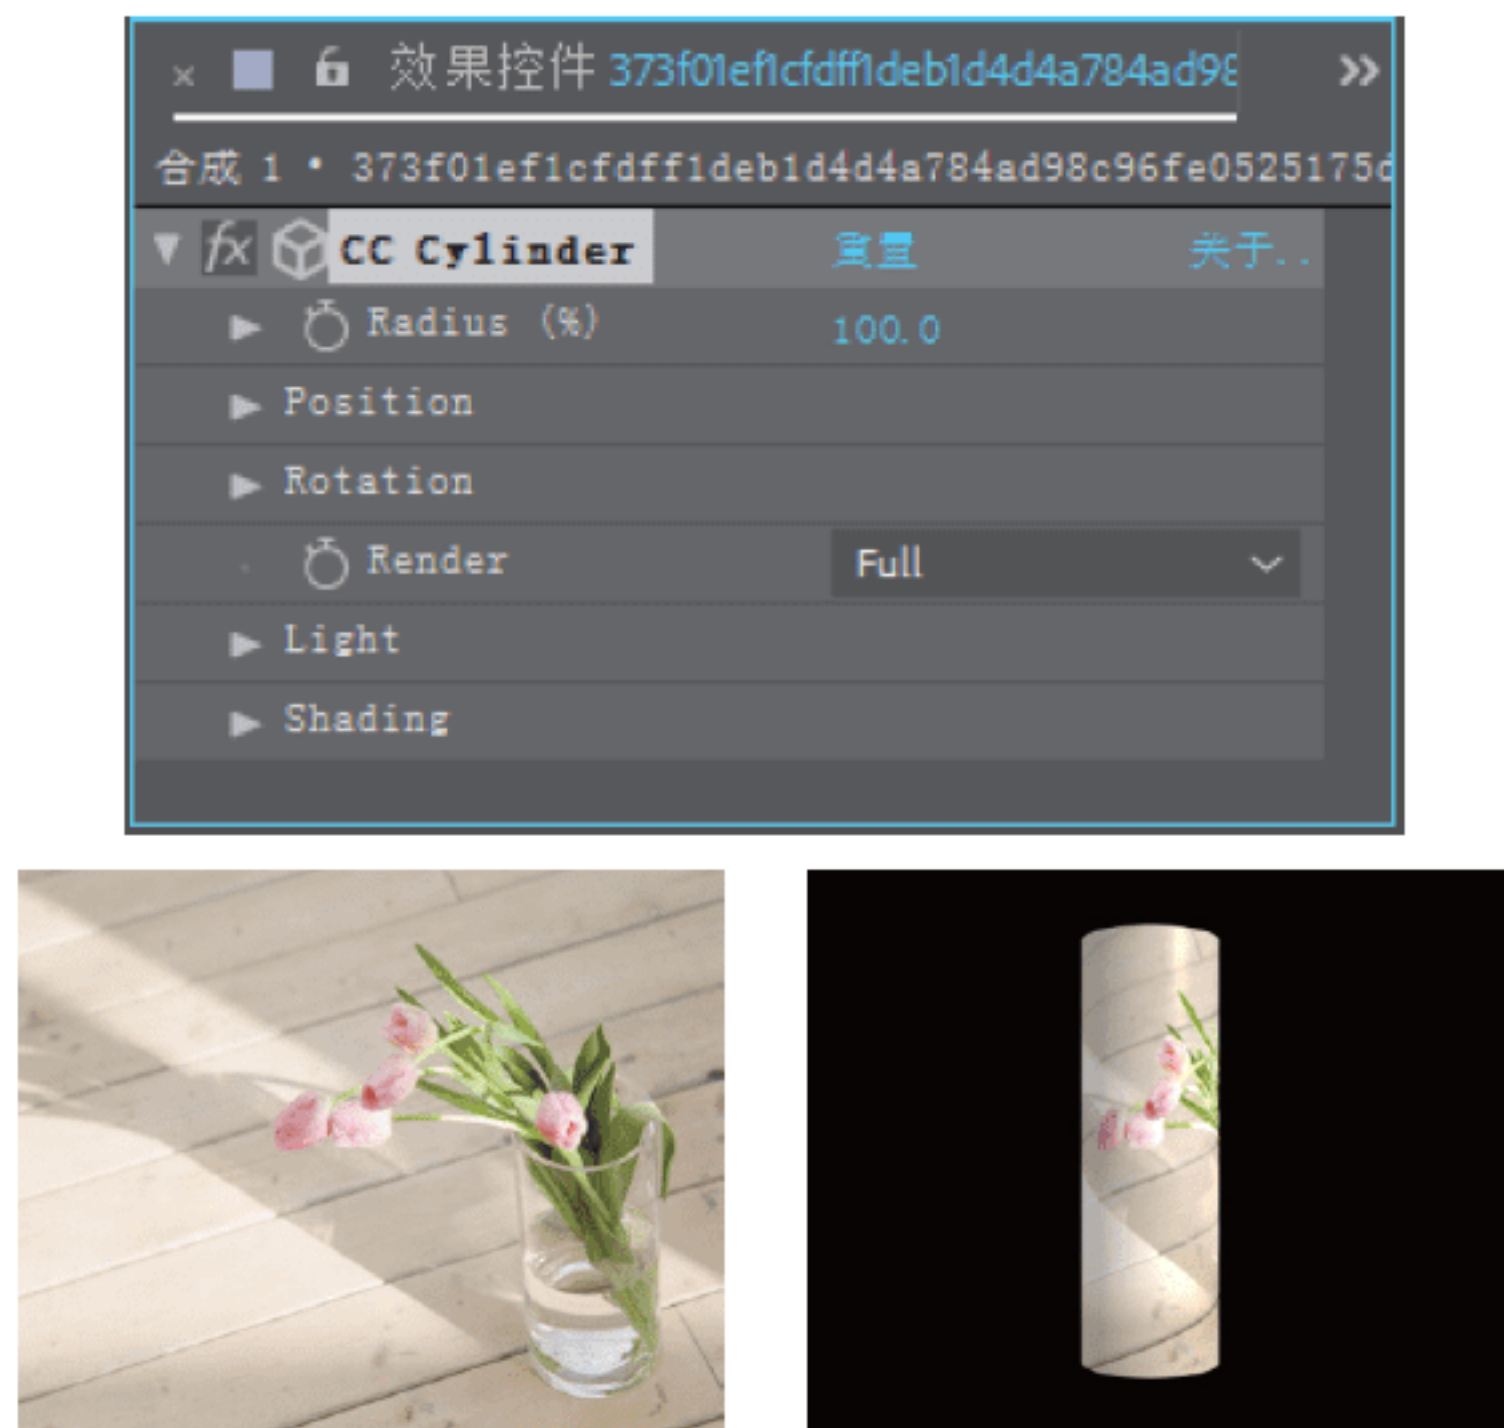 效果控件 373f01ef1cfdff1deb1d4d4a784ad98
合成 1 • 373f01ef1cfdff1deb1d4d4a784ad98c96fe0525175d
fx CC Cylinder 重置 关于..
Radius (%) 100.0
Position
Rotation
Render Full
Light
Shading